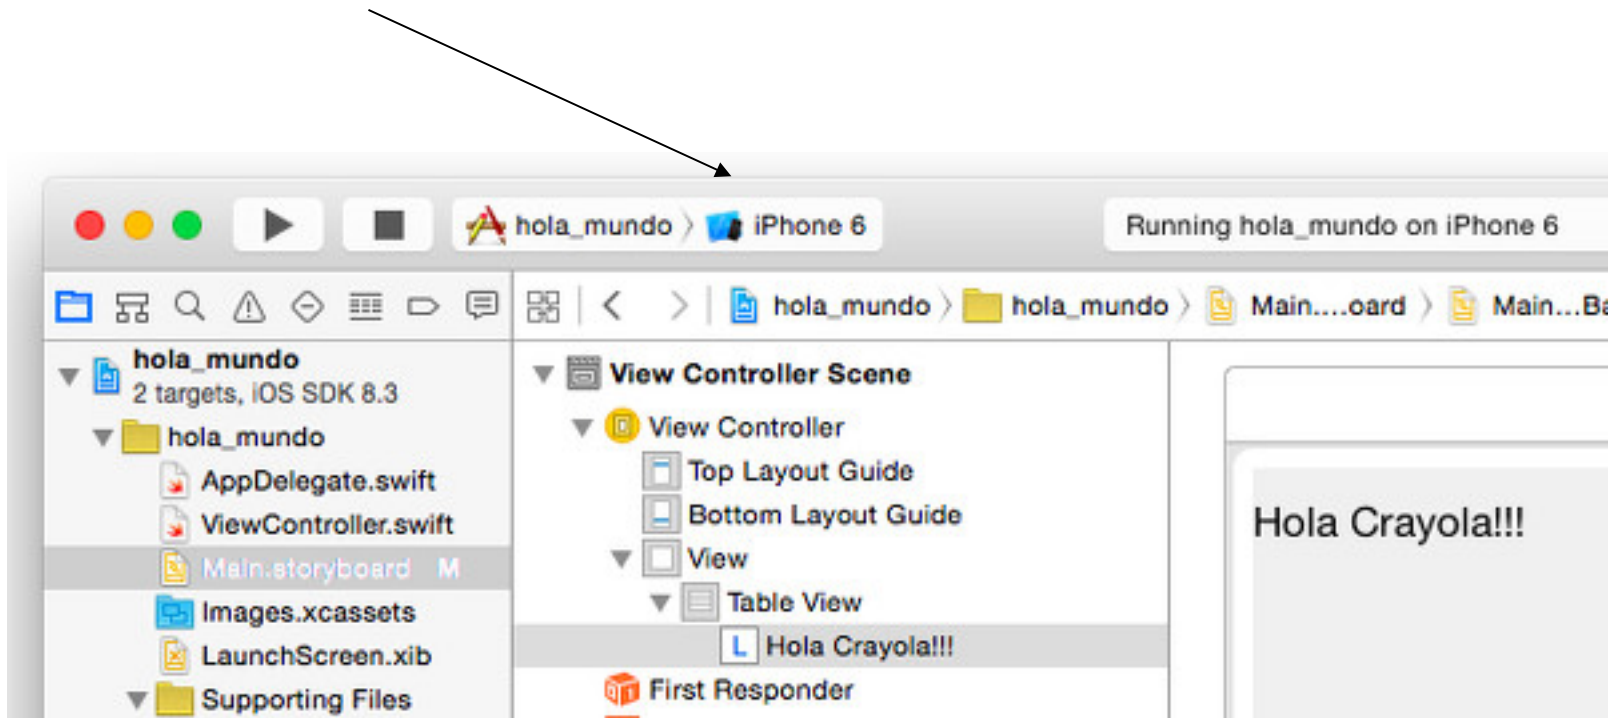 hola_mundo iPhone 6
Running hola_mundo on iPhone 6
hola_mundo hola_mundo Main....oard Main...Ba
hola_mundo
2 targets, iOS SDK 8.3
hola_mundo
AppDelegate.swift
ViewController.swift
Main.storyboard M
Images.xcassets
LaunchScreen.xib
Supporting Files
View Controller Scene
View Controller
Top Layout Guide
Bottom Layout Guide
View
Table View
L Hola Crayola!!!
First Responder
Hola Crayola!!!